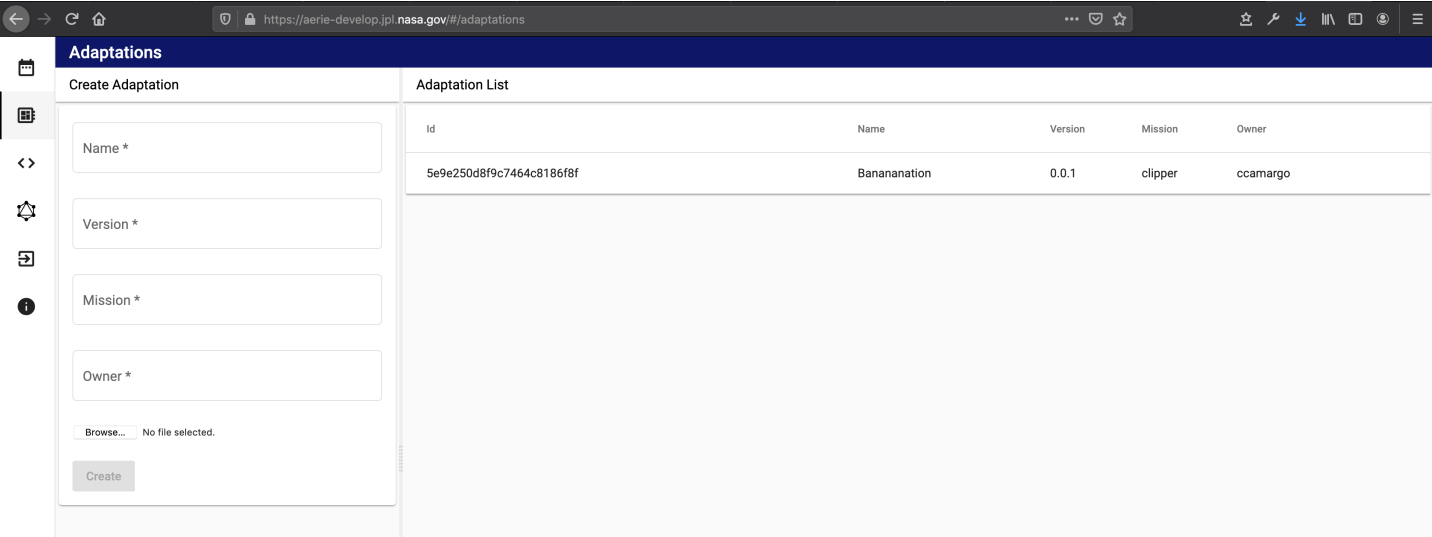 https://aerie-develop.jpl.nasa.gov/#/adaptations
Adaptations
Create Adaptation
Name *
Version *
Mission *
Owner *
Browse... No file selected.
Create
Adaptation List
Id Name Version Mission Owner
5e9e250d8f9c7464c8186f8f Banananation 0.0.1 clipper ccamargo